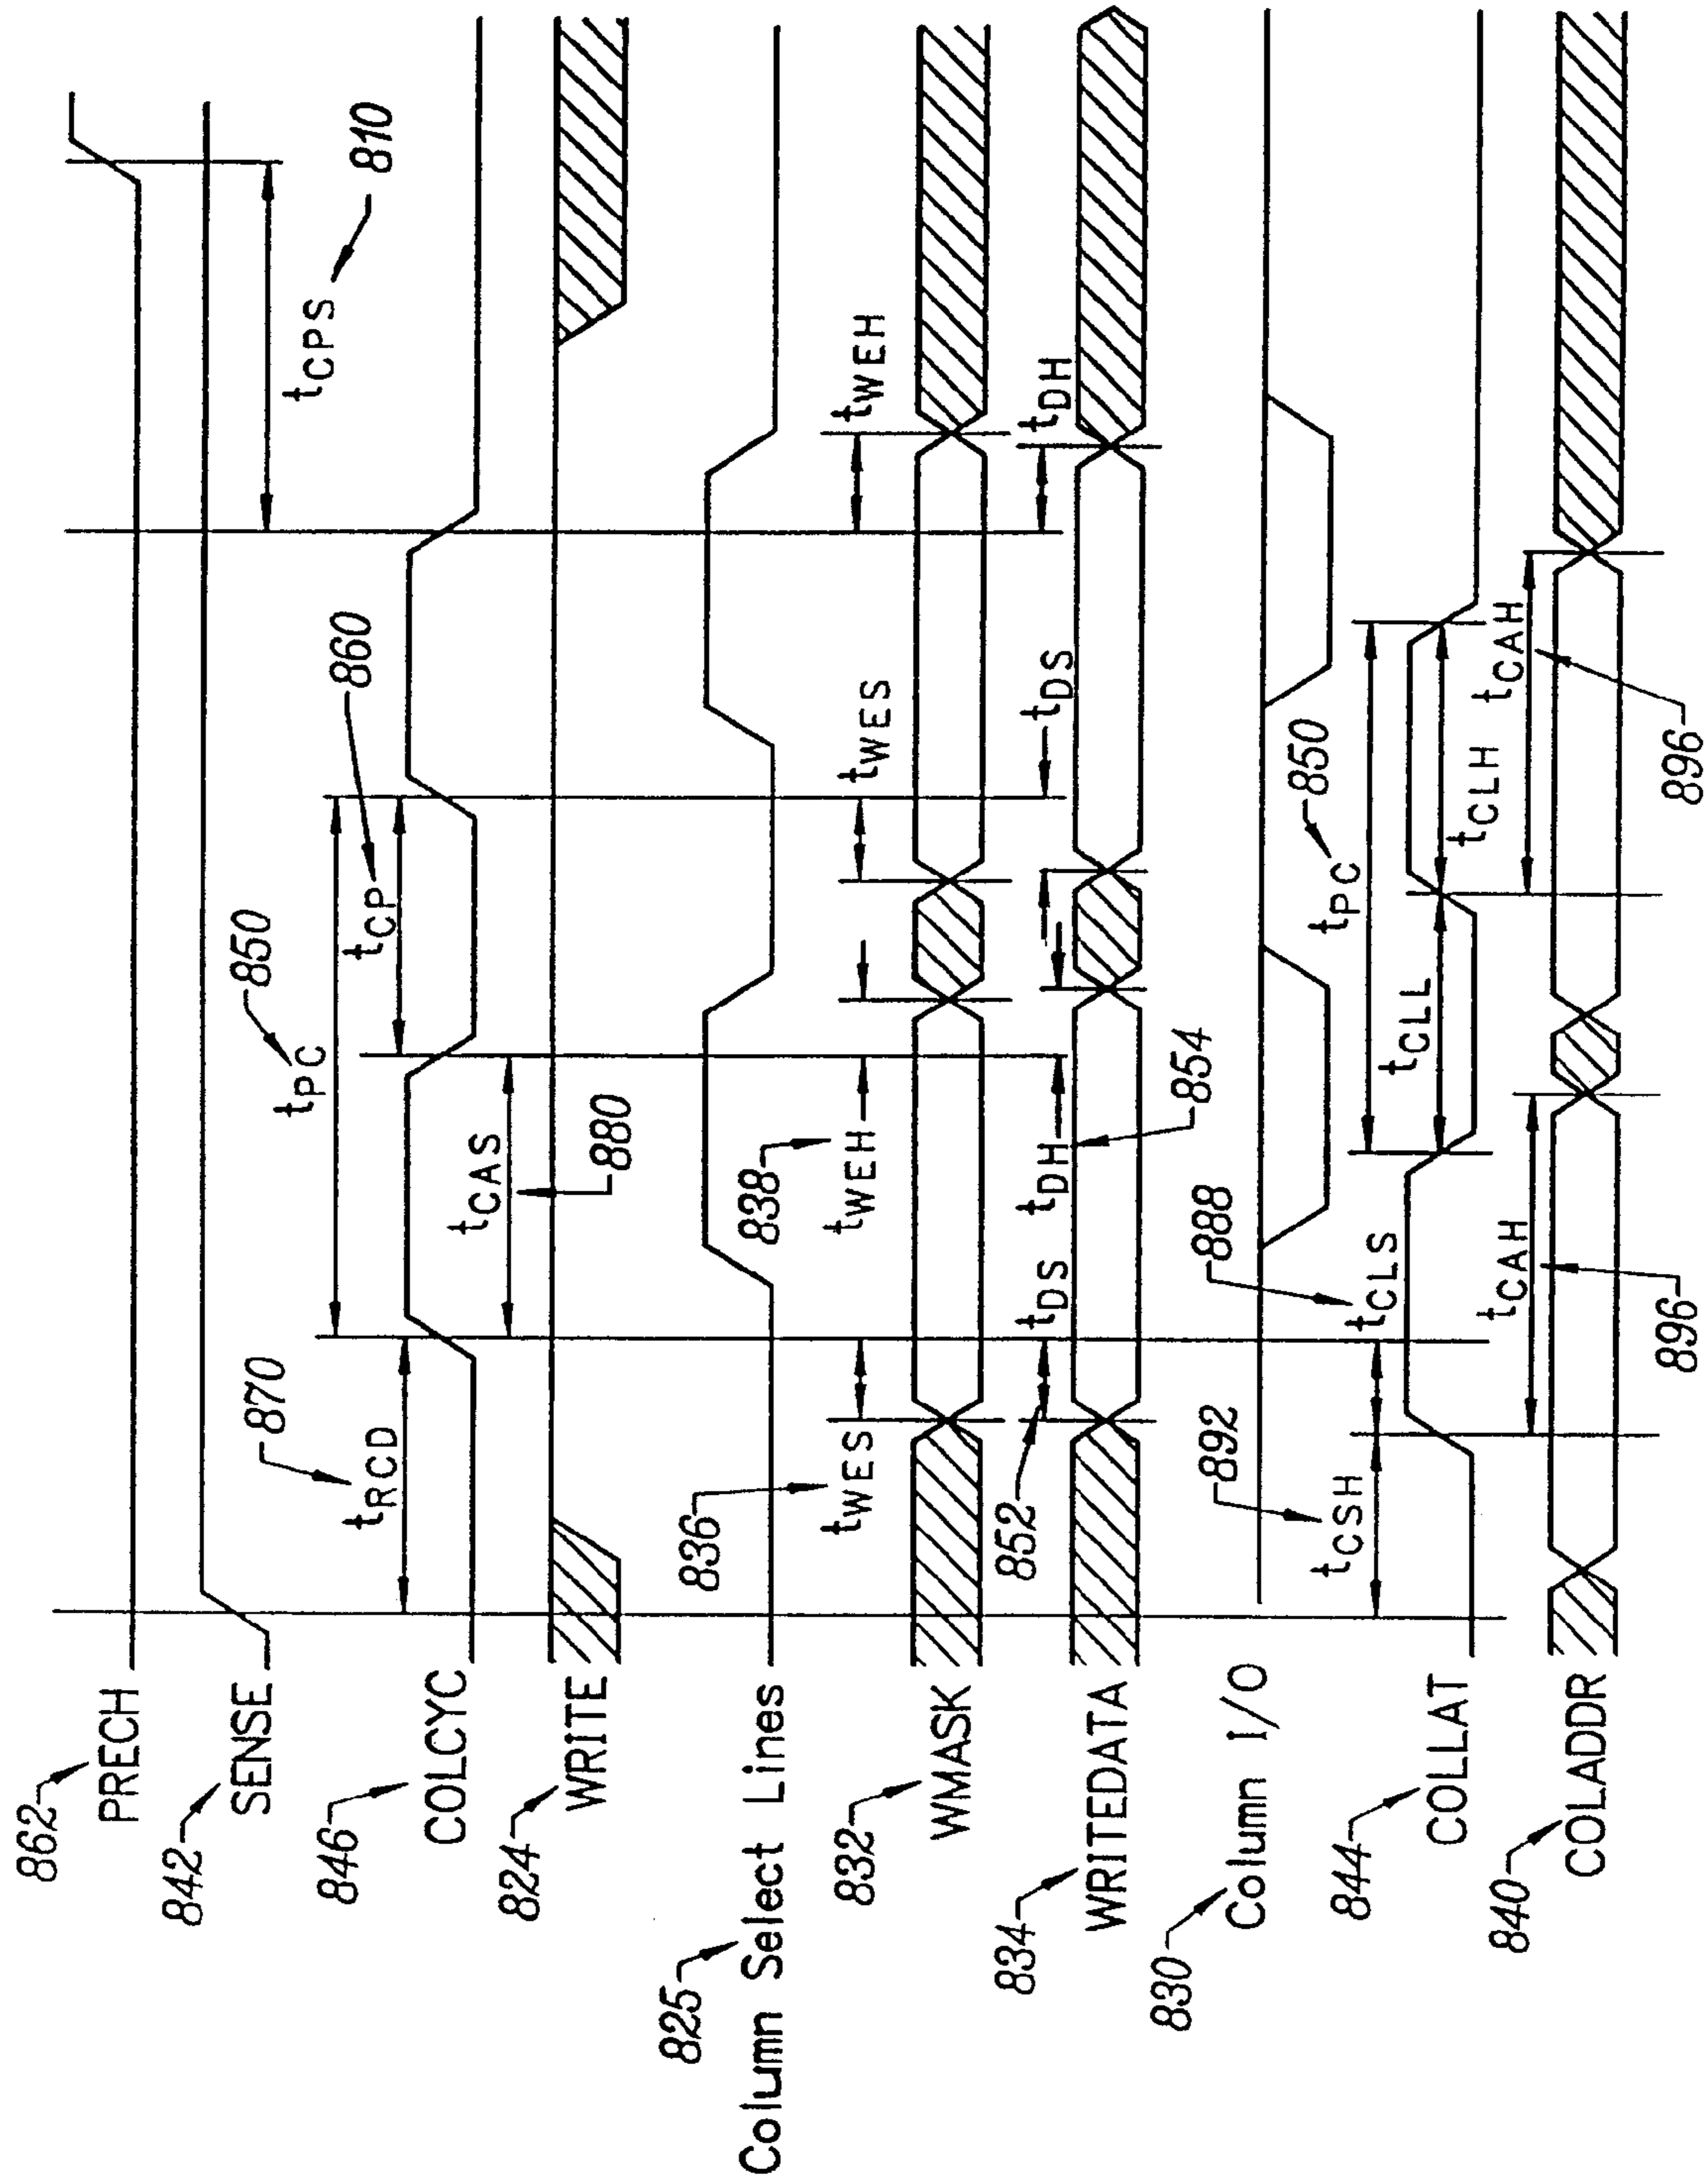 862
PRECH
842
SENSE
tCPS 810
870
tRCD
850
tPC
860
tCP
846
COLCYC
tCAS
880
824
WRITE
825
Column Select Lines
836
tWES
838
tWEH
tWES
tWEH
832
WMASK
852
tDS
tDH
854
tDS
tDH
834
WRITEDATA
830
Column I/O
892
tCSH
888
tCLS
tPC 850
tCLL
tCLH
844
COLLAT
tCAH
896
tCAH
896
840
COLADDR